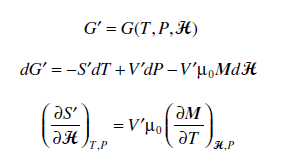 G′ = G(T, P, ℋ)
dG′ = −S′dT + V′dP − V′μ₀Mdℋ
(∂S′/∂ℋ)T,P = V′μ₀(∂M/∂T)ℋ,P